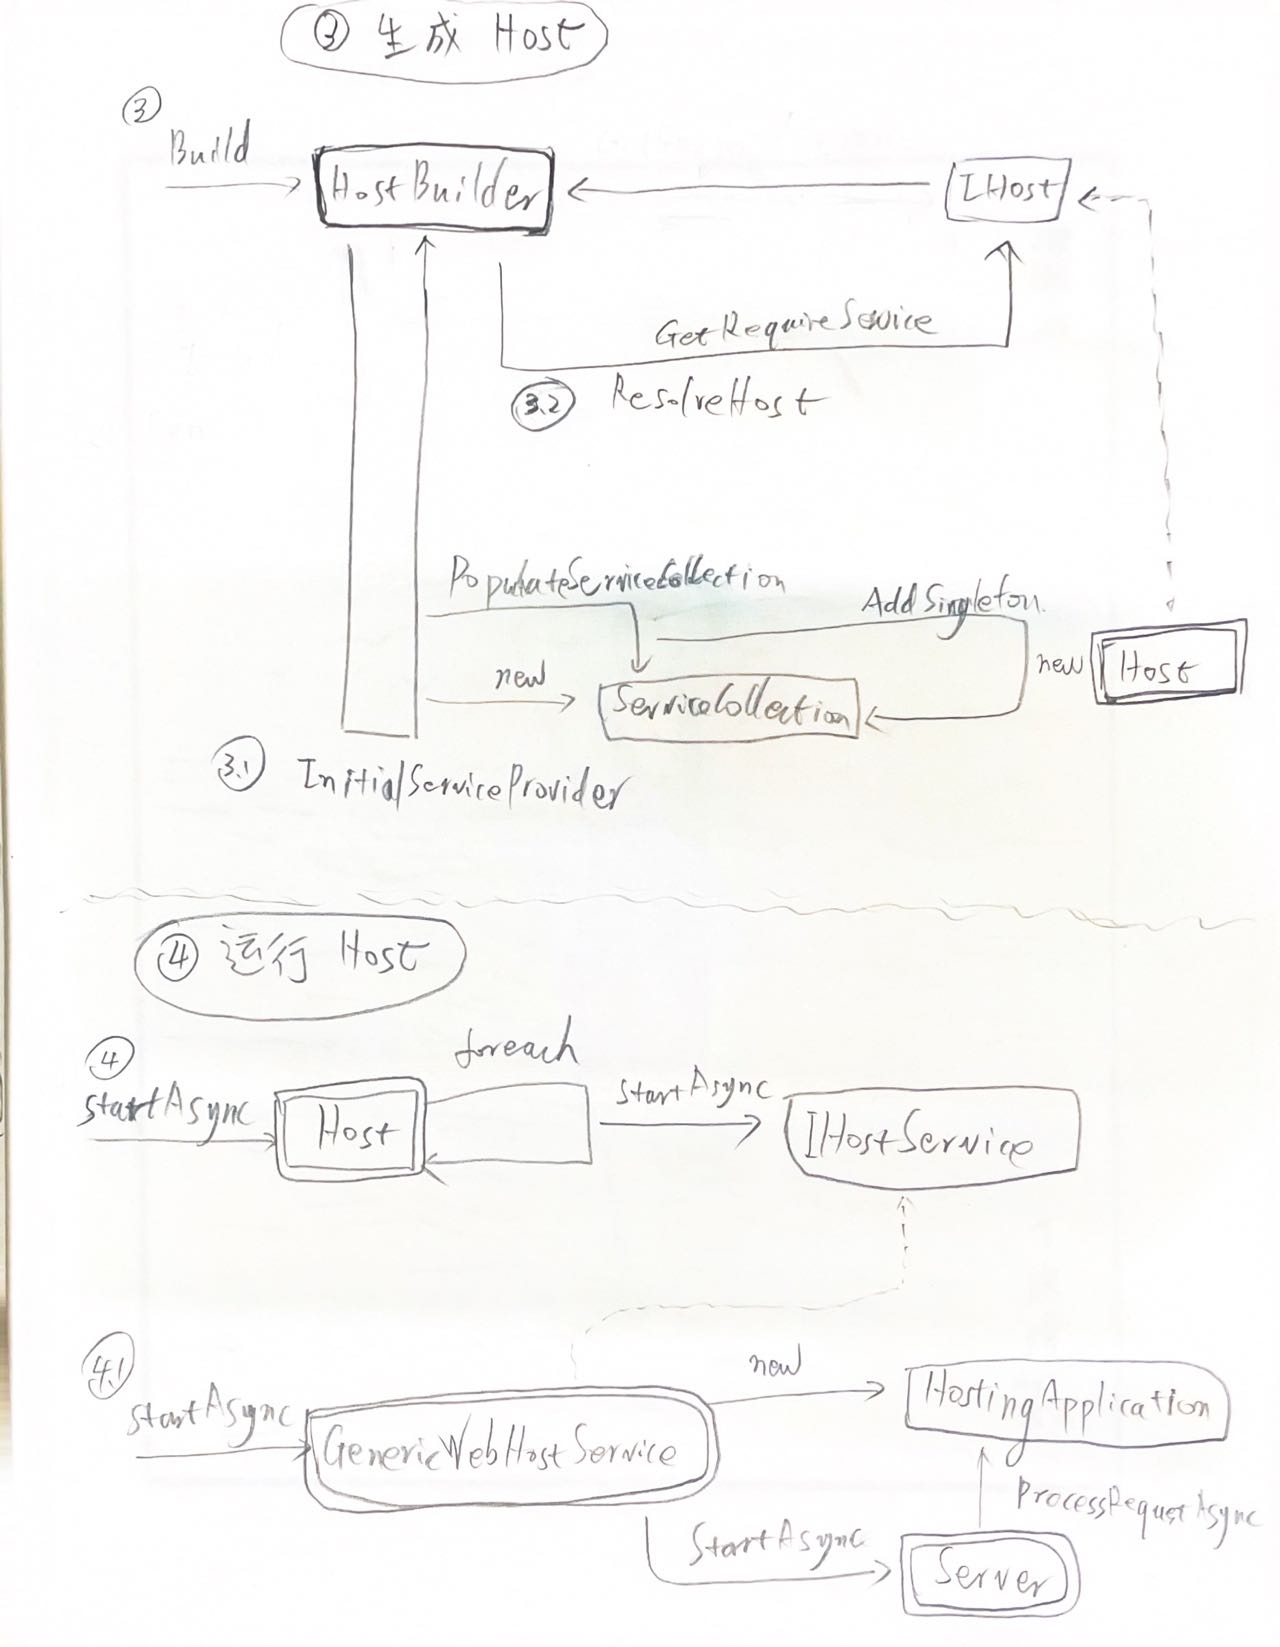 ③ 生成 Host
③
Build
HostBuilder
IHost
GetRequireService
3.2 ResolveHost
PopulateServiceCollection
AddSingleton
new
ServiceCollection
new
Host
3.1 InitialServiceProvider
④ 运行 Host
④
foreach
startAsync
Host
startAsync
IHostService
4.1
startAsync
GenericWebHostService
new
HostingApplication
ProcessRequestAsync
StartAsync
Server